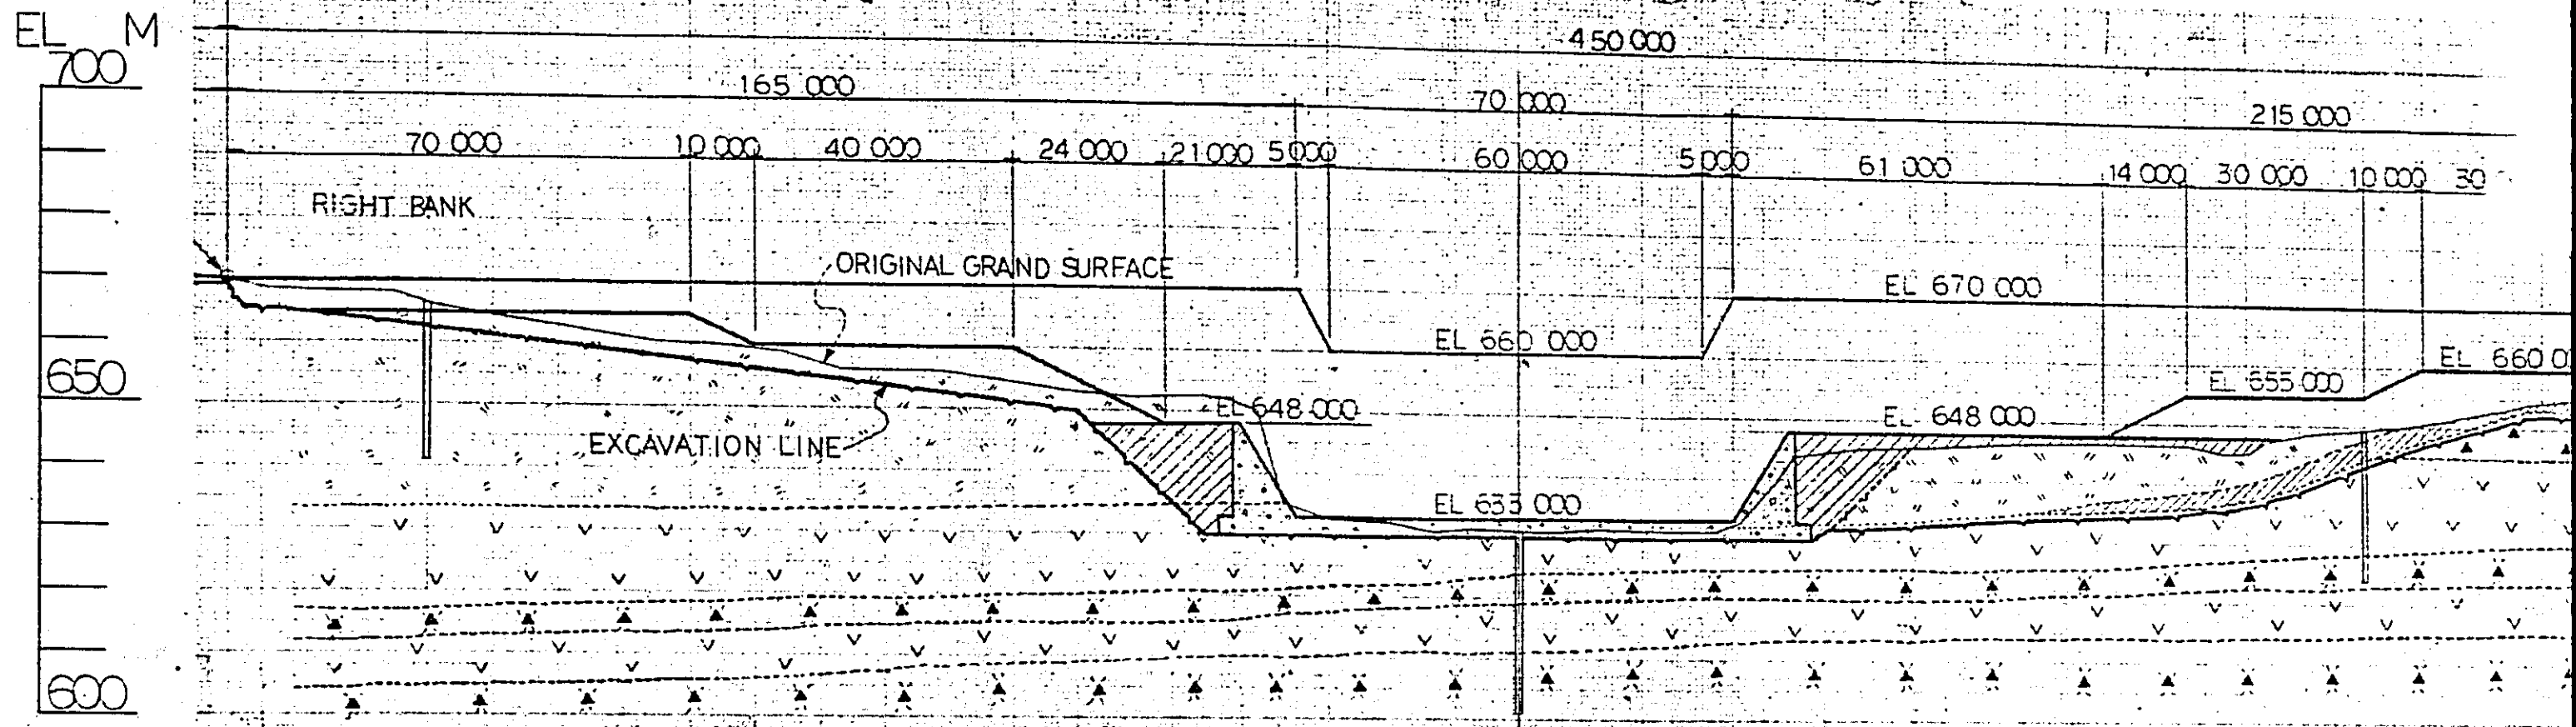 EL M
450 000
700
165 000
70 000
215 000
70 000 10 000 40 000 24 000 21 000 5 000 60 000 5 000 61 000 14 000 30 000 10 000 30
RIGHT BANK
ORIGINAL GRAND SURFACE
EL 670 000
EL 660 000
EL 660 0
650
EL 655 000
EL 648 000
EL 648 000
EXCAVATION LINE
EL 633 000
600